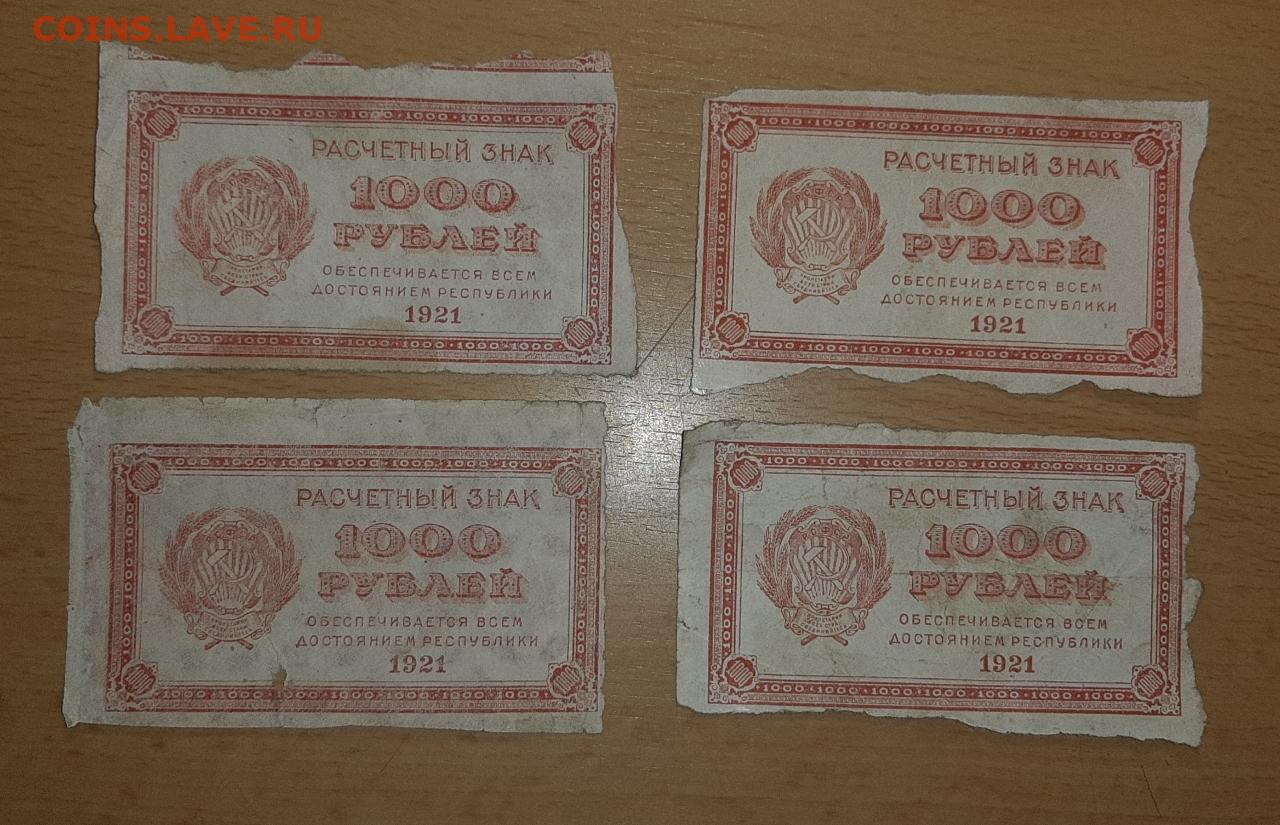 COINS.LAVE.RU
РАСЧЕТНЫЙ ЗНАК
1000
РУБЛЕЙ
ОБЕСПЕЧИВАЕТСЯ ВСЕМ
ДОСТОЯНИЕМ РЕСПУБЛИКИ
1921
РАСЧЕТНЫЙ ЗНАК
1000
РУБЛЕЙ
ОБЕСПЕЧИВАЕТСЯ ВСЕМ
ДОСТОЯНИЕМ РЕСПУБЛИКИ
1921
РАСЧЕТНЫЙ ЗНАК
1000
РУБЛЕЙ
ОБЕСПЕЧИВАЕТСЯ ВСЕМ
ДОСТОЯНИЕМ РЕСПУБЛИКИ
1921
РАСЧЕТНЫЙ ЗНАК
1000
РУБЛЕЙ
ОБЕСПЕЧИВАЕТСЯ ВСЕМ
ДОСТОЯНИЕМ РЕСПУБЛИКИ
1921